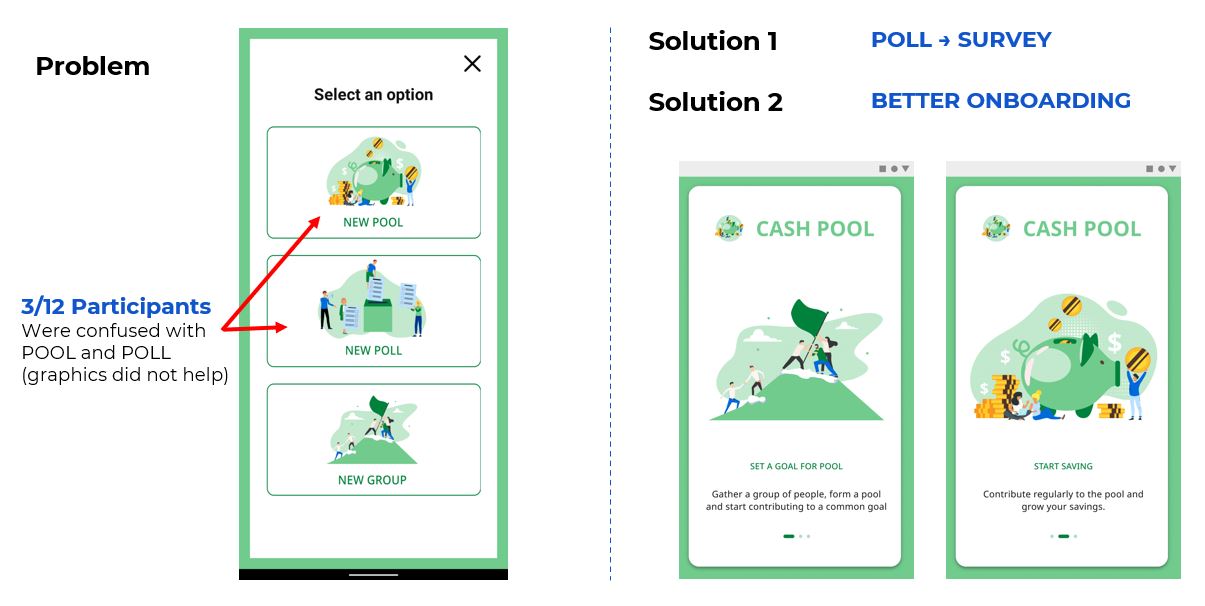 Problem
Select an option
NEW POOL
NEW POLL
NEW GROUP
3/12 Participants
Were confused with
POOL and POLL
(graphics did not help)
Solution 1
POLL → SURVEY
Solution 2
BETTER ONBOARDING
CASH POOL
SET A GOAL FOR POOL
Gather a group of people, form a pool
and start contributing to a common goal
CASH POOL
$
$
$
START SAVING
Contribute regularly to the pool and
grow your savings.